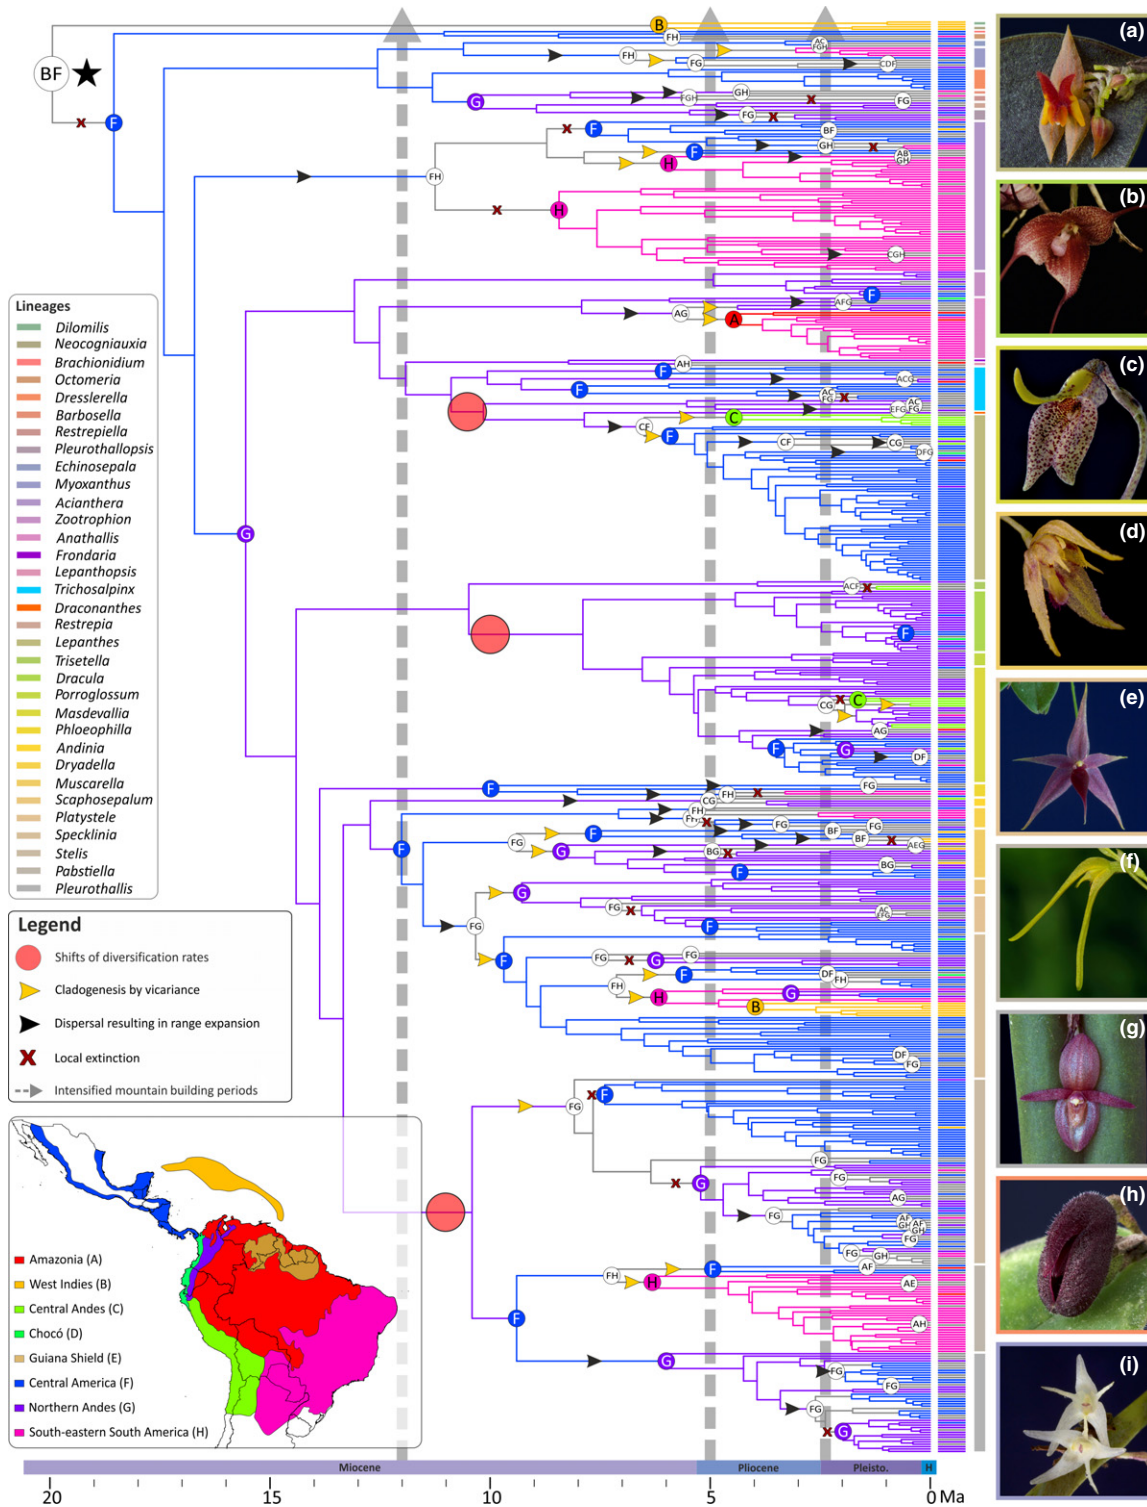 BF
F
B
FH
AC
FGH
FH
FG
CDF
G
FGH
GH
FG
FG
F
BF
GH
F
AB
GH
FH
H
H
CGH
F
AFG
AG
A
AH
F
F
ACG
AC
FG
EFG
AC
FG
CF
C
F
CF
CG
DFG
G
ACF
F
C
CG
AG
F
G
DF
F
FG
FH
CG
FH
FH
FG
FG
BF
BF
AEG
F
FG
F
G
BG
BG
F
G
FG
AC
EFG
F
FG
F
FG
G
FG
F
DF
FH
FH
H
G
B
DF
FG
F
FG
FG
G
FG
AG
FG
AF
GH
AF
GH
FG
FG
GH
FH
F
AF
H
AE
F
AH
G
FG
FG
FG
G
Lineages
Dilomilis
Neocogniauxia
Brachionidium
Octomeria
Dresslerella
Barbosella
Restrepiella
Pleurothallopsis
Echinosepala
Myoxanthus
Acianthera
Zootrophion
Anathallis
Frondaria
Lepanthopsis
Trichosalpinx
Draconanthes
Restrepia
Lepanthes
Trisetella
Dracula
Porroglossum
Masdevallia
Phloeophilla
Andinia
Dryadella
Muscarella
Scaphosepalum
Platystele
Specklinia
Stelis
Pabstiella
Pleurothallis
Legend
Shifts of diversification rates
Cladogenesis by vicariance
Dispersal resulting in range expansion
Local extinction
Intensified mountain building periods
Amazonia (A)
West Indies (B)
Central Andes (C)
Chocó (D)
Guiana Shield (E)
Central America (F)
Northern Andes (G)
South-eastern South America (H)
Miocene
Pliocene
Pleisto.
H
20
15
10
5
0 Ma
(a)
(b)
(c)
(d)
(e)
(f)
(g)
(h)
(i)